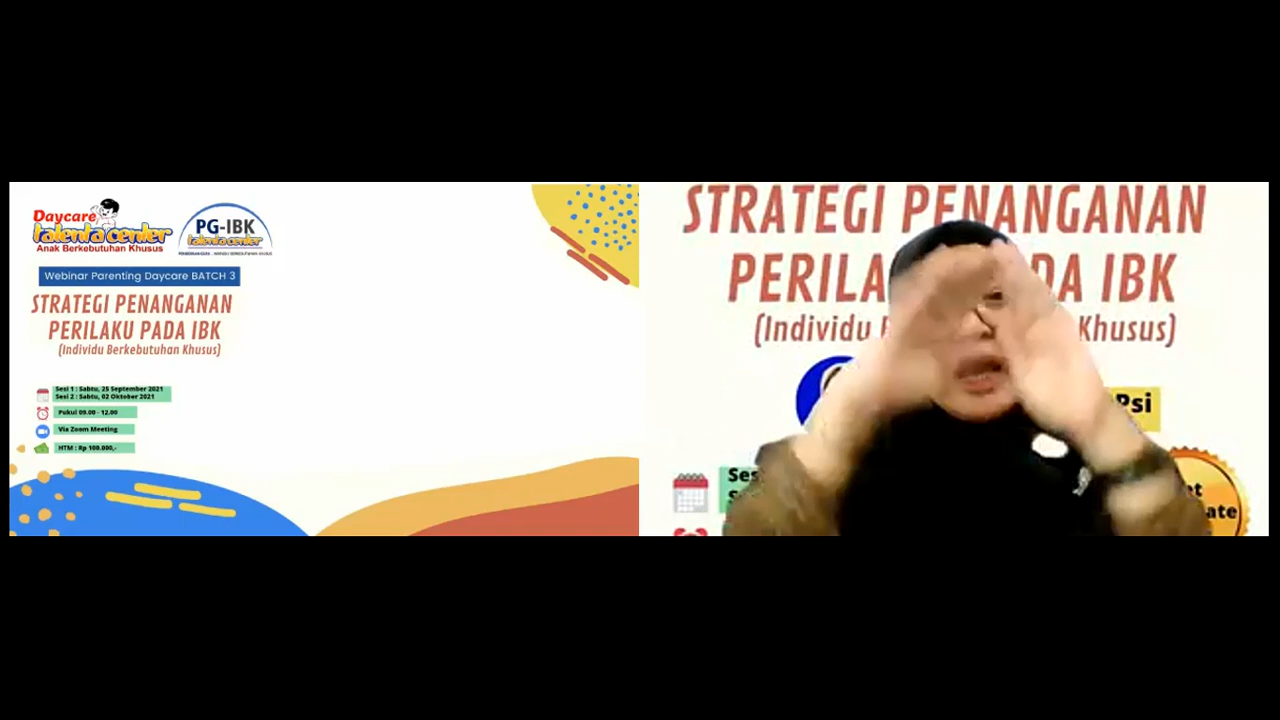 Daycare
talenta center
Anak Berkebutuhan Khusus
PG-IBK
talenta center
Webinar Parenting Daycare BATCH 3
STRATEGI PENANGANAN
PERILAKU PADA IBK
(Individu Berkebutuhan Khusus)
Sesi 1 : Sabtu, 25 September 2021
Sesi 2 : Sabtu, 02 Oktober 2021
Pukul 09.00 - 12.00
Via Zoom Meeting
HTM : Rp 100.000,-
STRATEGI PENANGANAN
PERILA DA IBK
(Individu B Khusus)
Psi
Ses